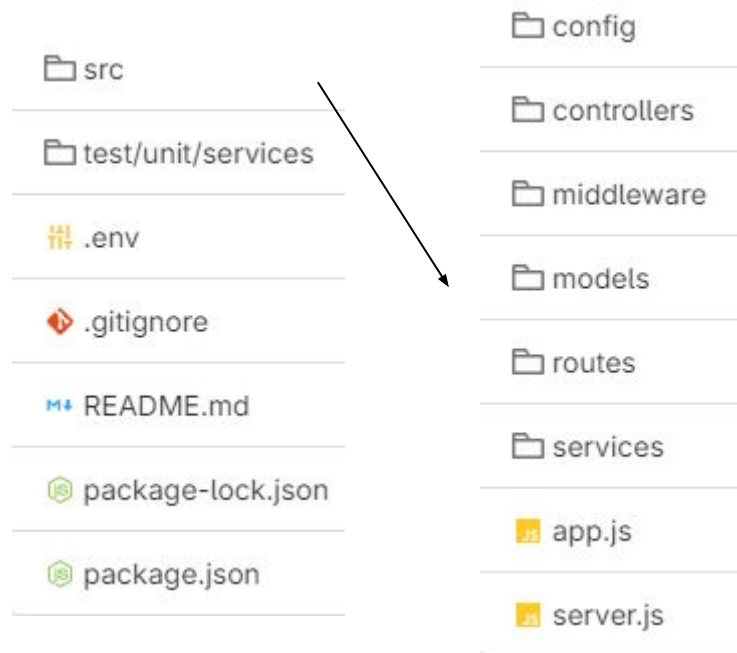 src
test/unit/services
.env
.gitignore
README.md
package-lock.json
package.json
config
controllers
middleware
models
routes
services
app.js
server.js